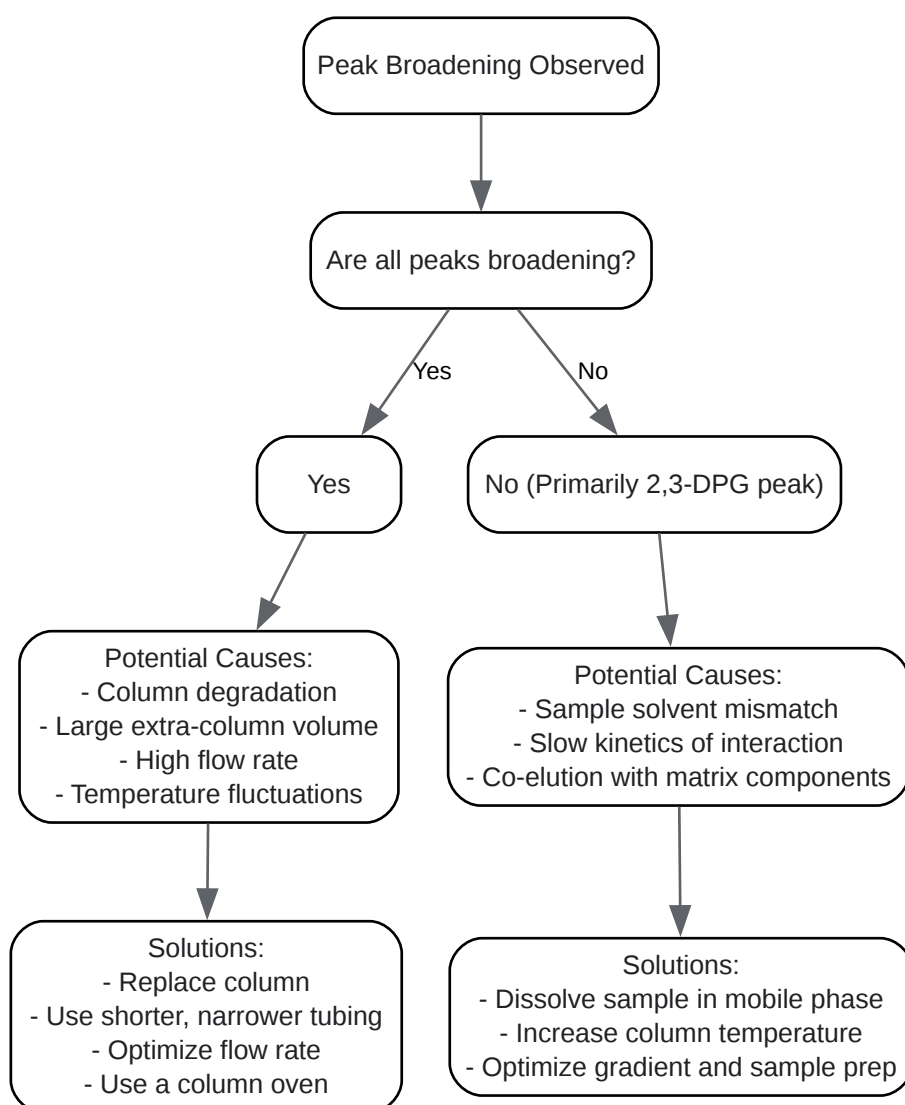 Peak Broadening Observed
Are all peaks broadening?
Yes
No
Yes
No (Primarily 2,3-DPG peak)
Potential Causes:
- Column degradation
- Large extra-column volume
- High flow rate
- Temperature fluctuations
Potential Causes:
- Sample solvent mismatch
- Slow kinetics of interaction
- Co-elution with matrix components
Solutions:
- Replace column
- Use shorter, narrower tubing
- Optimize flow rate
- Use a column oven
Solutions:
- Dissolve sample in mobile phase
- Increase column temperature
- Optimize gradient and sample prep